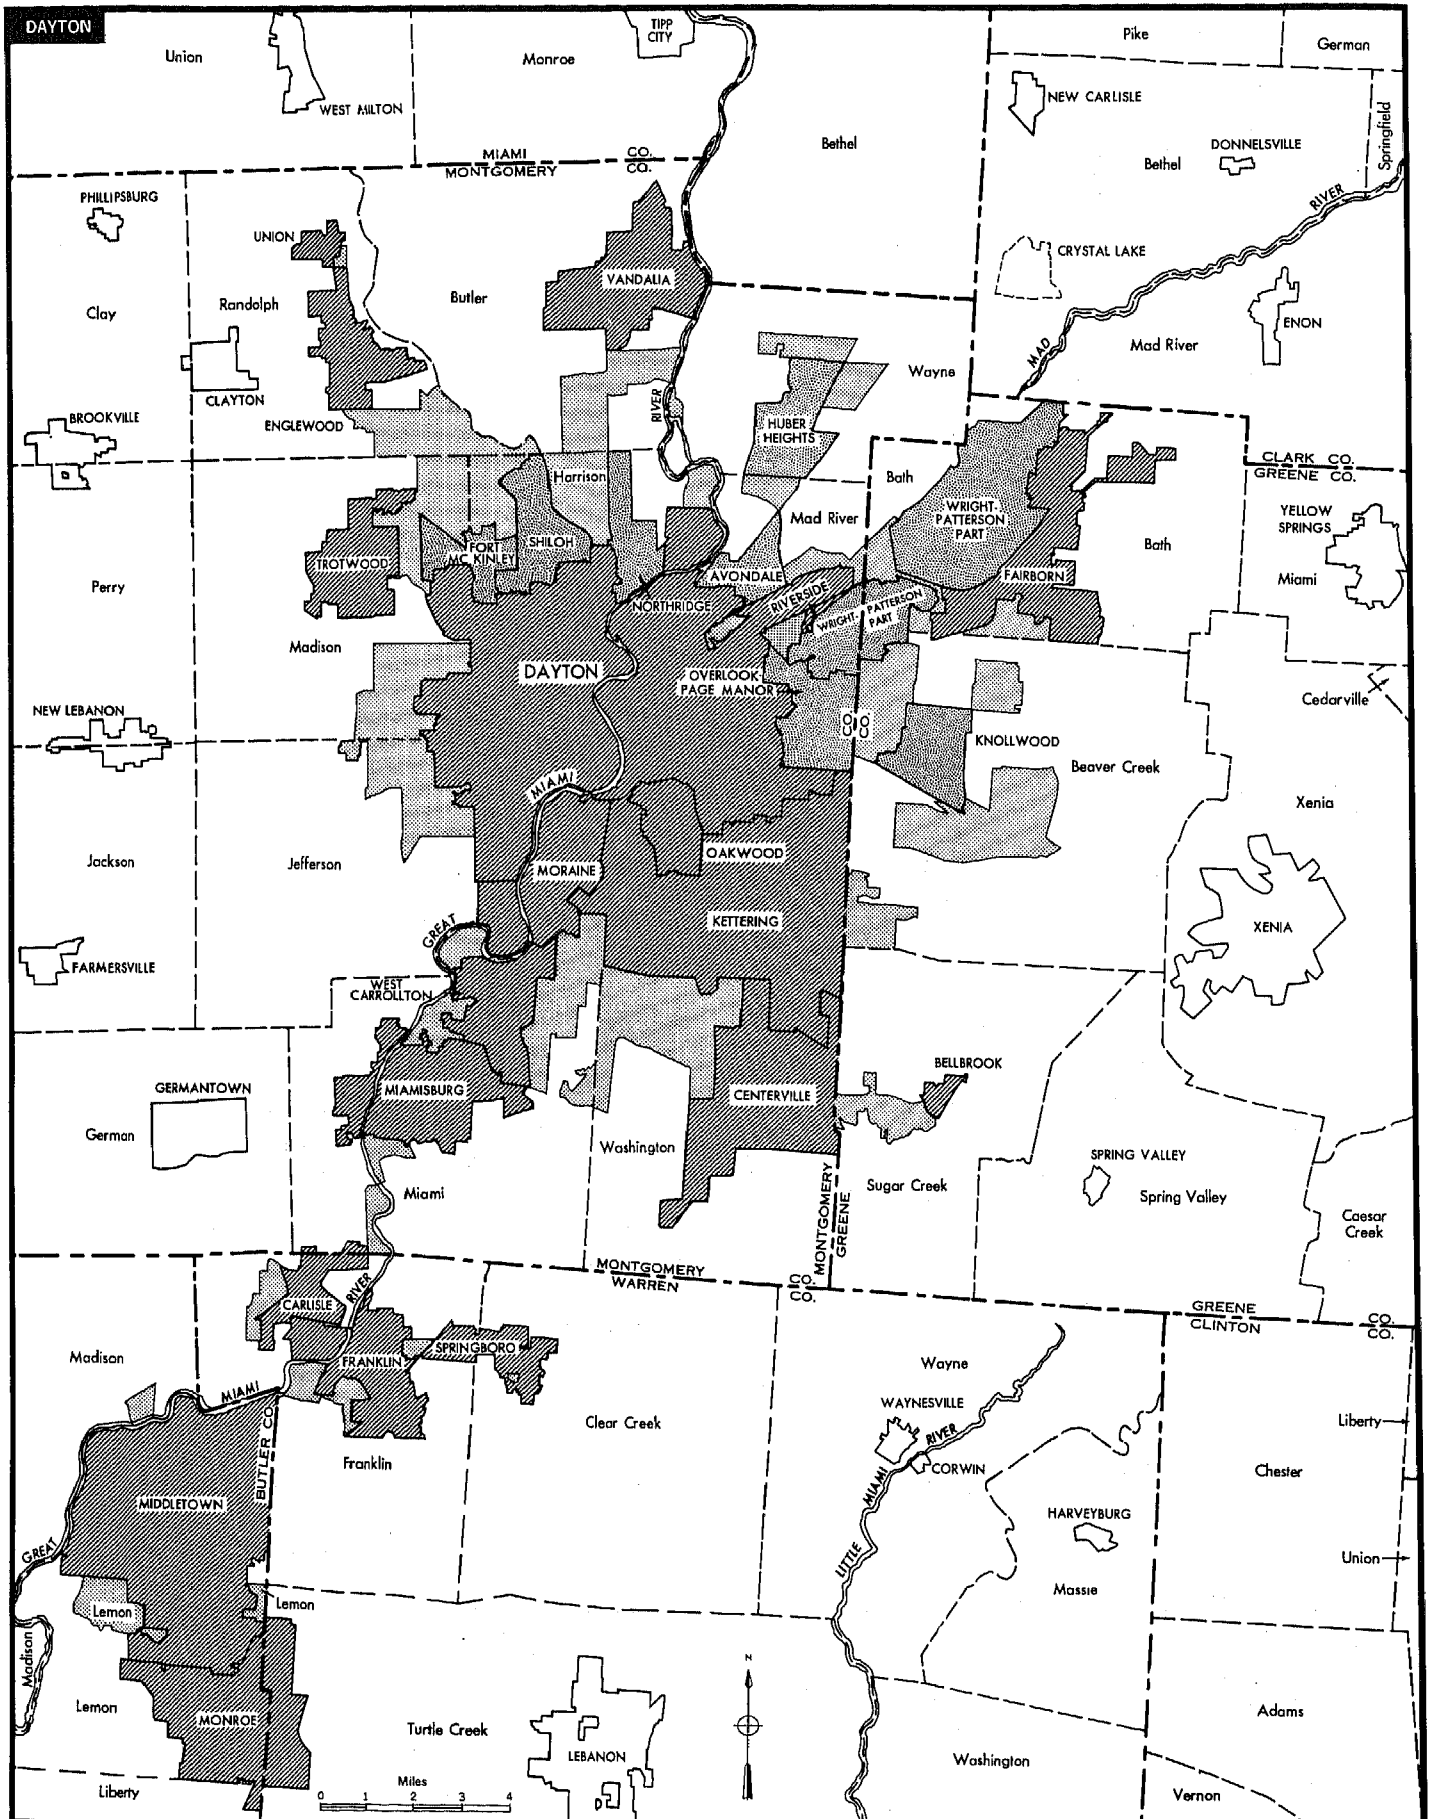 DAYTON
Union
WEST MILTON
Monroe
TIPP
CITY
Pike
German
NEW CARLISLE
Springfield
Bethel
Bethel
DONNELSVILLE
MIAMI CO.
MONTGOMERY CO.
RIVER
PHILLIPSBURG
UNION
CRYSTAL LAKE
VANDALIA
Clay
Randolph
Butler
ENON
MAD
Mad River
Wayne
CLAYTON
RIVER
BROOKVILLE
ENGLEWOOD
HUBER
HEIGHTS
CLARK CO.
GREENE CO.
Harrison
Bath
YELLOW
SPRINGS
WRIGHT-
PATTERSON
PART
Mad River
Bath
SHILOH
FORT
MC KINLEY
TROTWOOD
AVONDALE
FAIRBORN
Miami
Perry
RIVERSIDE
NORTHRIDGE
WRIGHT-PATTERSON
PART
Madison
DAYTON
OVERLOOK-
PAGE MANOR
Cedarville
NEW LEBANON
CO.
CO.
KNOLLWOOD
Beaver Creek
MIAMI
Xenia
Jackson
Jefferson
MORAINE
OAKWOOD
KETTERING
GREAT
XENIA
FARMERSVILLE
WEST
CARROLLTON
BELLBROOK
GERMANTOWN
MIAMISBURG
CENTERVILLE
German
Washington
SPRING VALLEY
Miami
Sugar Creek
Spring Valley
MONTGOMERY
GREENE
Caesar
Creek
MONTGOMERY CO.
WARREN CO.
RIVER
CARLISLE
GREENE CO.
CLINTON CO.
SPRINGBORO
Madison
FRANKLIN
Wayne
MIAMI
WAYNESVILLE
Clear Creek
Liberty
BUTLER CO.
RIVER
Franklin
CORWIN
Chester
MIAMI
MIDDLETOWN
HARVEYBURG
GREAT
LITTLE
Union
Massie
Lemon
Lemon
Madison
N
Lemon
MONROE
Turtle Creek
Adams
LEBANON
Washington
Liberty
Miles
0 1 2 3 4
Vernon